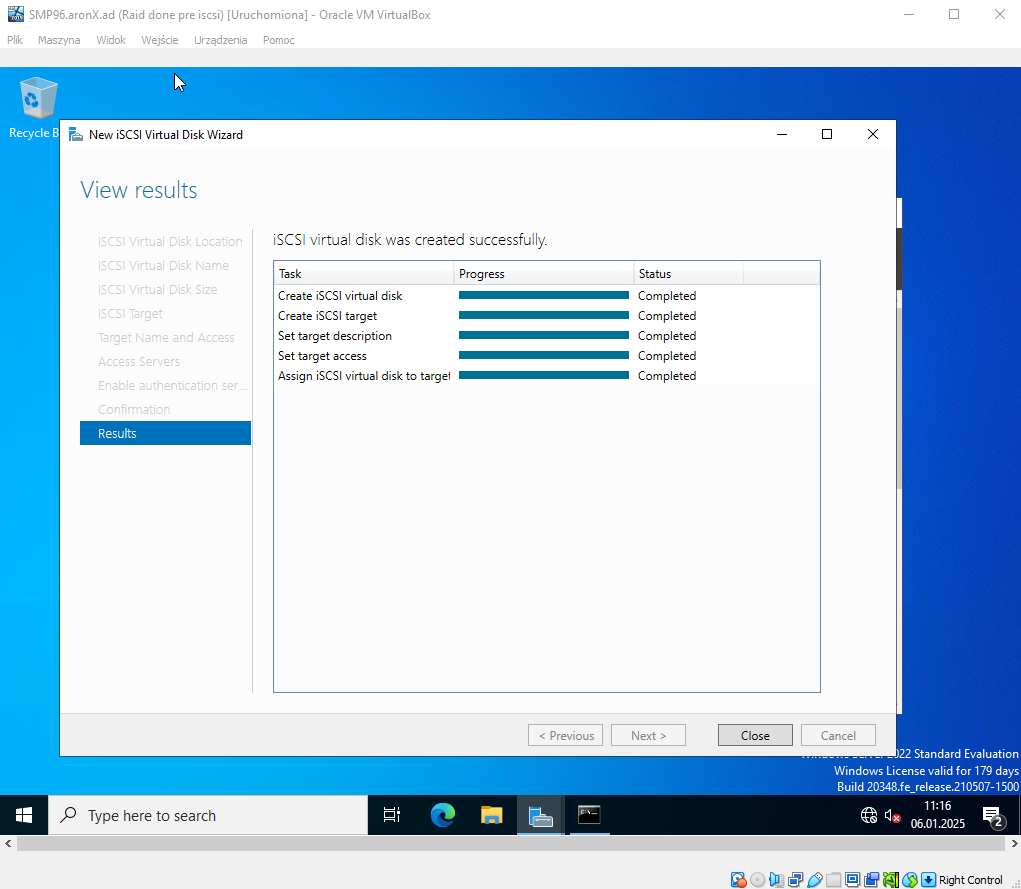 SMP96.aronX.ad (Raid done pre iscsi) [Uruchomiona] - Oracle VM VirtualBox
Plik Maszyna Widok Wejście Urządzenia Pomoc
Recycle B
New iSCSI Virtual Disk Wizard
View results
iSCSI Virtual Disk Location
iSCSI Virtual Disk Name
iSCSI Virtual Disk Size
iSCSI Target
Target Name and Access
Access Servers
Enable authentication ser...
Confirmation
Results
iSCSI virtual disk was created successfully.
Task Progress Status
Create iSCSI virtual disk Completed
Create iSCSI target Completed
Set target description Completed
Set target access Completed
Assign iSCSI virtual disk to target Completed
< Previous Next > Close Cancel
2022 Standard Evaluation
Windows License valid for 179 days
Build 20348.fe_release.210507-1500
Type here to search
11:16
06.01.2025
2
Right Control